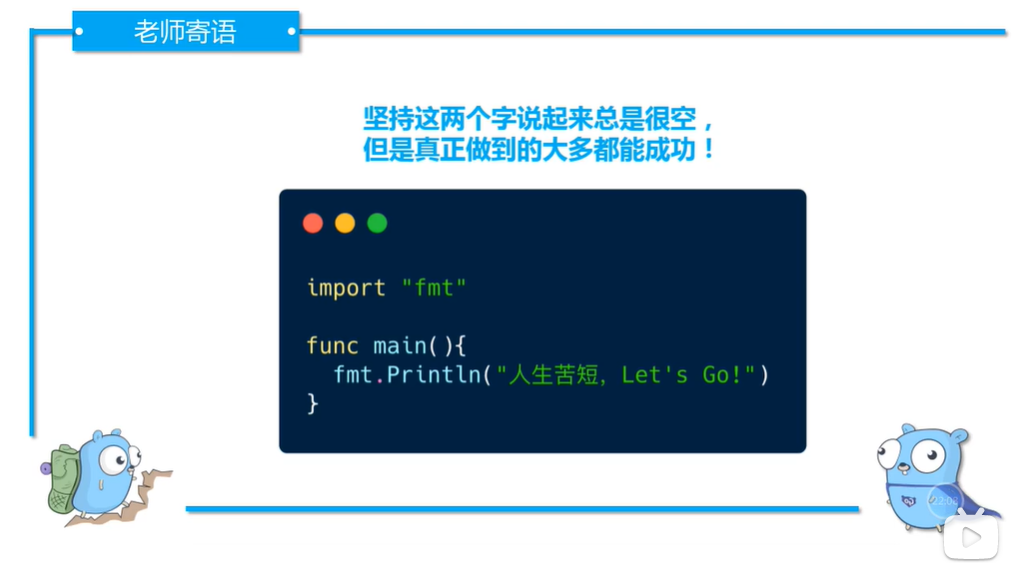 老师寄语
坚持这两个字说起来总是很空，
但是真正做到的大多都能成功！
import "fmt"
func main(){
fmt.Println("人生苦短, Let's Go!")
}